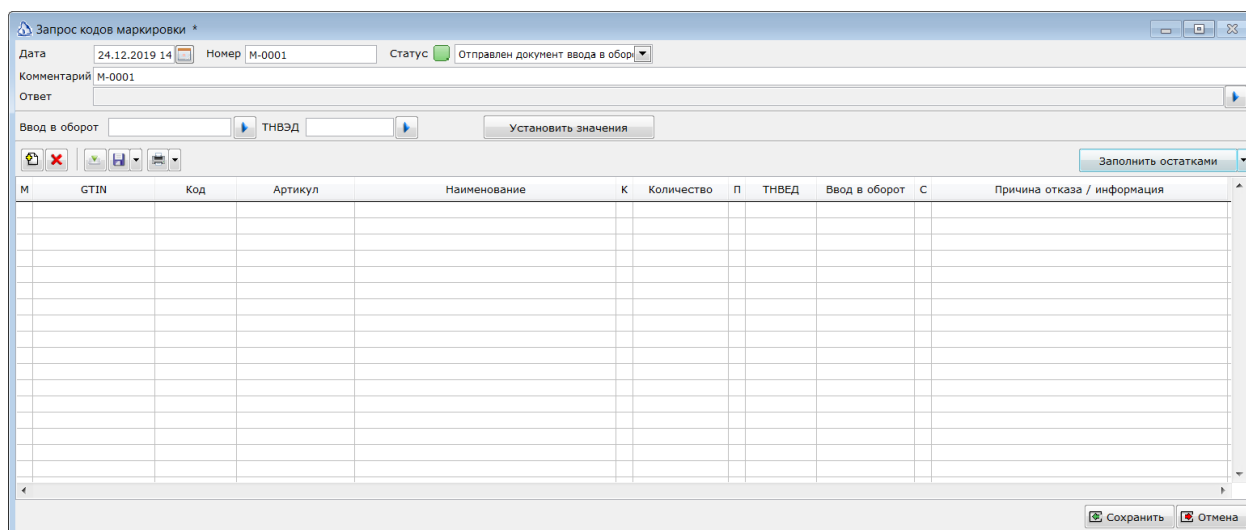 Запрос кодов маркировки *
Дата 24.12.2019 14 Номер М-0001 Статус Отправлен документ ввода в обор
Комментарий М-0001
Ответ
Ввод в оборот ТНВЭД Установить значения
Заполнить остатками
М GTIN Код Артикул Наименование К Количество П ТНВЕД Ввод в оборот С Причина отказа / информация
Сохранить Отмена